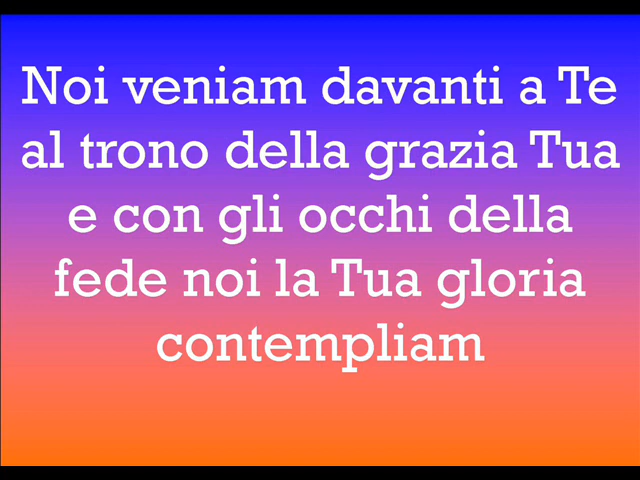 Noi veniam davanti a Te
al trono della grazia Tua
e con gli occhi della
fede noi la Tua gloria
contempliam